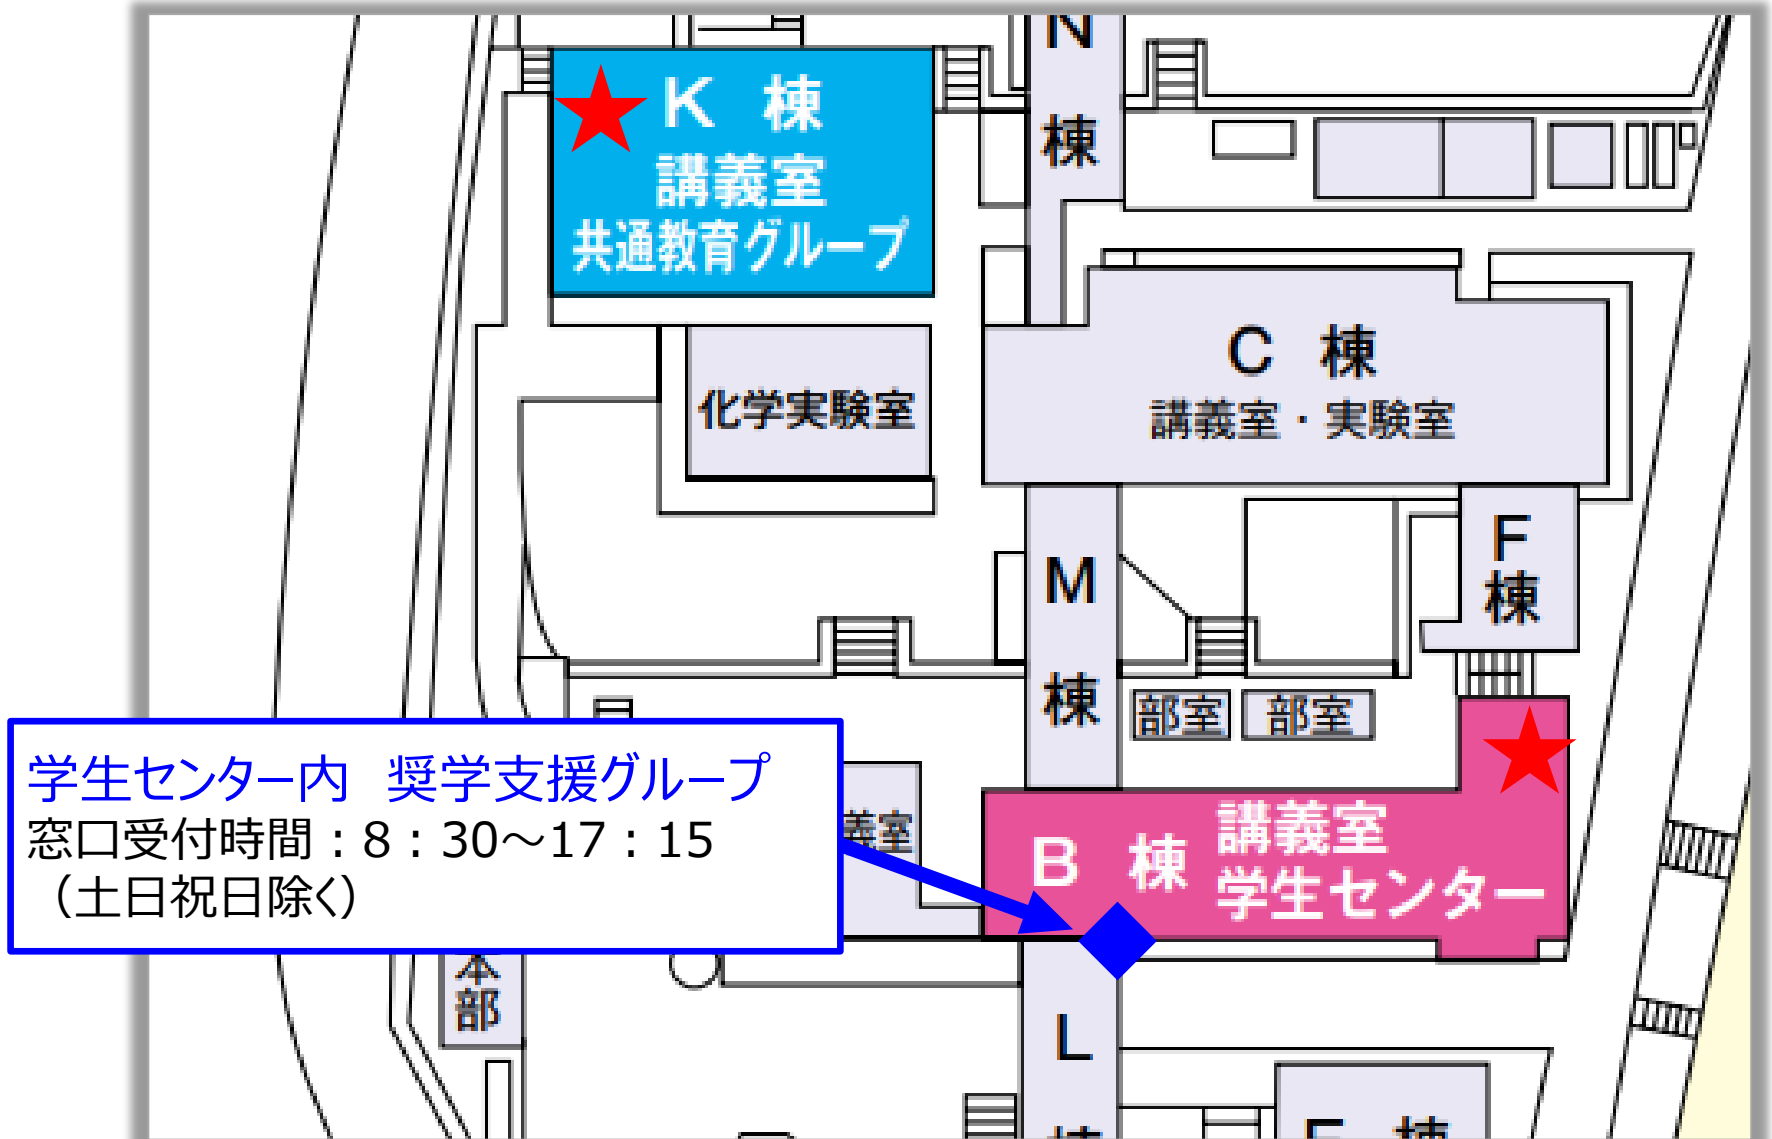 N
棟
K 棟
講義室
共通教育グループ
化学実験室
C 棟
講義室・実験室
F
棟
M
棟
部室
部室
学生センター内　奨学支援グループ
窓口受付時間：8：30～17：15
（土日祝日除く）
義室
B 棟
講義室
学生センター
本
部
L
棟
E 棟